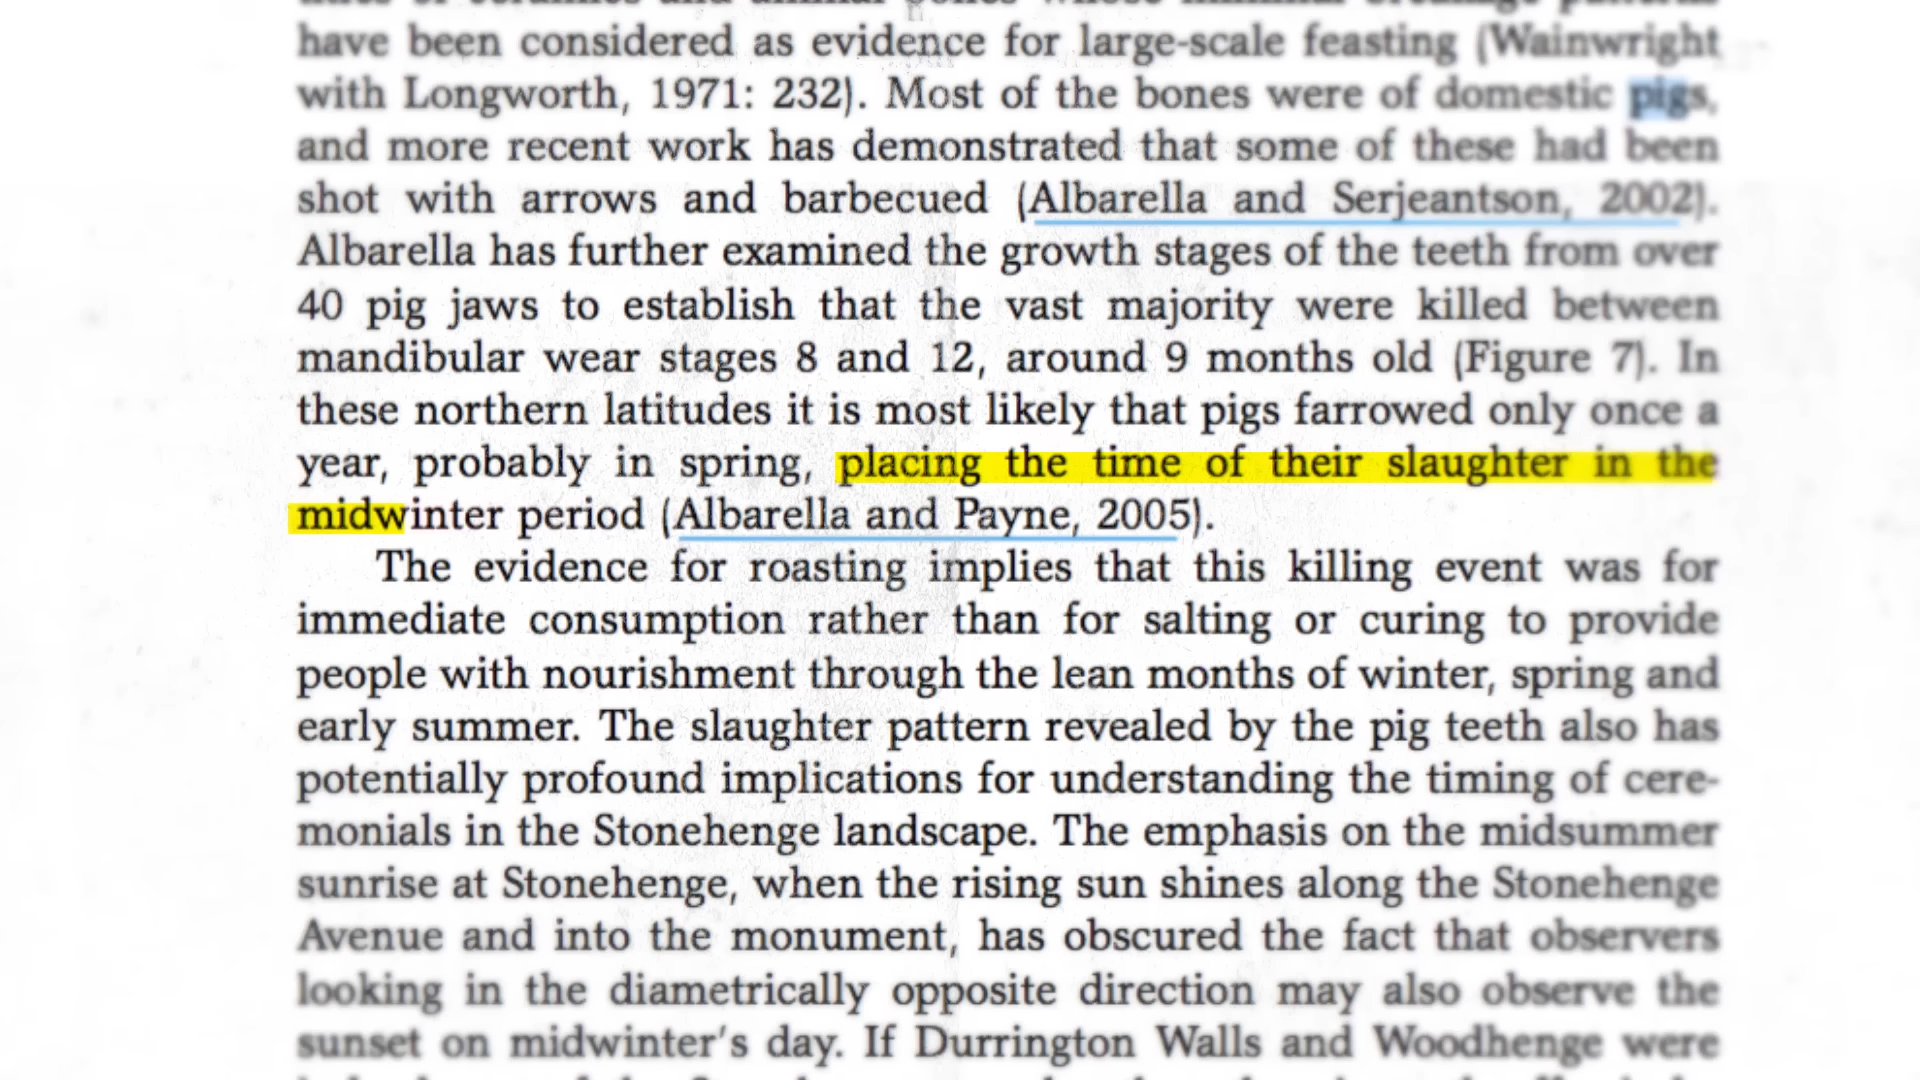 have been considered as evidence for large-scale feasting (Wainwright
with Longworth, 1971: 232). Most of the bones were of domestic pigs,
and more recent work has demonstrated that some of these had been
shot with arrows and barbecued (Albarella and Serjeantson, 2002).
Albarella has further examined the growth stages of the teeth from over
40 pig jaws to establish that the vast majority were killed between
mandibular wear stages 8 and 12, around 9 months old (Figure 7). In
these northern latitudes it is most likely that pigs farrowed only once a
year, probably in spring, placing the time of their slaughter in the
midwinter period (Albarella and Payne, 2005).
The evidence for roasting implies that this killing event was for
immediate consumption rather than for salting or curing to provide
people with nourishment through the lean months of winter, spring and
early summer. The slaughter pattern revealed by the pig teeth also has
potentially profound implications for understanding the timing of cere-
monials in the Stonehenge landscape. The emphasis on the midsummer
sunrise at Stonehenge, when the rising sun shines along the Stonehenge
Avenue and into the monument, has obscured the fact that observers
looking in the diametrically opposite direction may also observe the
sunset on midwinter's day. If Durrington Walls and Woodhenge were